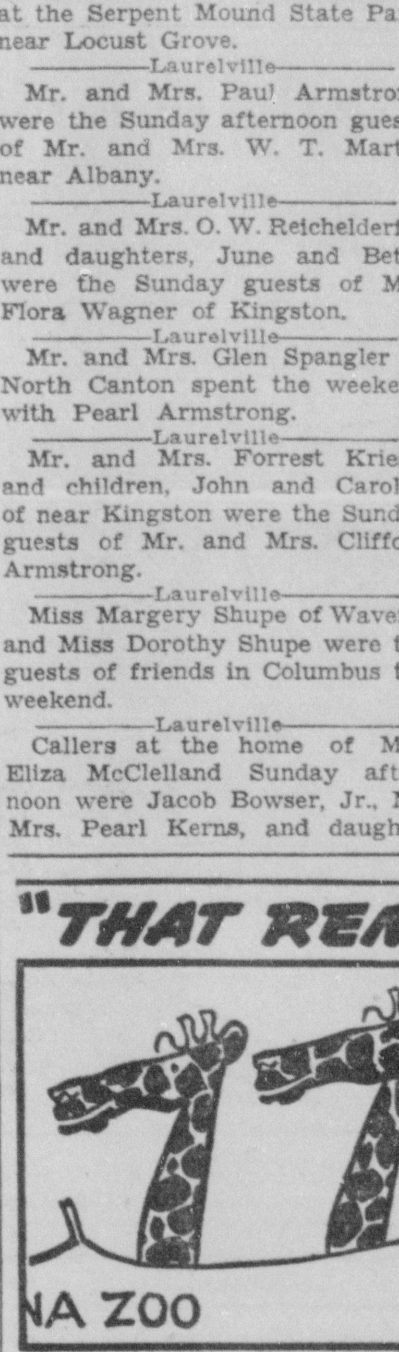 at the Serpent Mound State Pa
near Locust Grove.
Laurelville
Mr. and Mrs. Paul Armstro
were the Sunday afternoon gues
of Mr. and Mrs. W. T. Mart
near Albany.
Laurelville
Mr. and Mrs. O. W. Reichelderf
and daughters, June and Bet
were the Sunday guests of M
Flora Wagner of Kingston.
Laurelville
Mr. and Mrs. Glen Spangler
North Canton spent the weeke
with Pearl Armstrong.
Laurelville
Mr. and Mrs. Forrest Krie
and children, John and Carol
of near Kingston were the Sund
guests of Mr. and Mrs. Cliffo
Armstrong.
Laurelville
Miss Margery Shupe of Wave
and Miss Dorothy Shupe were t
guests of friends in Columbus t
weekend.
Laurelville
Callers at the home of M
Eliza McClelland Sunday aft
noon were Jacob Bowser, Jr., M
Mrs. Pearl Kerns, and daugh
"THAT REM
NA ZOO